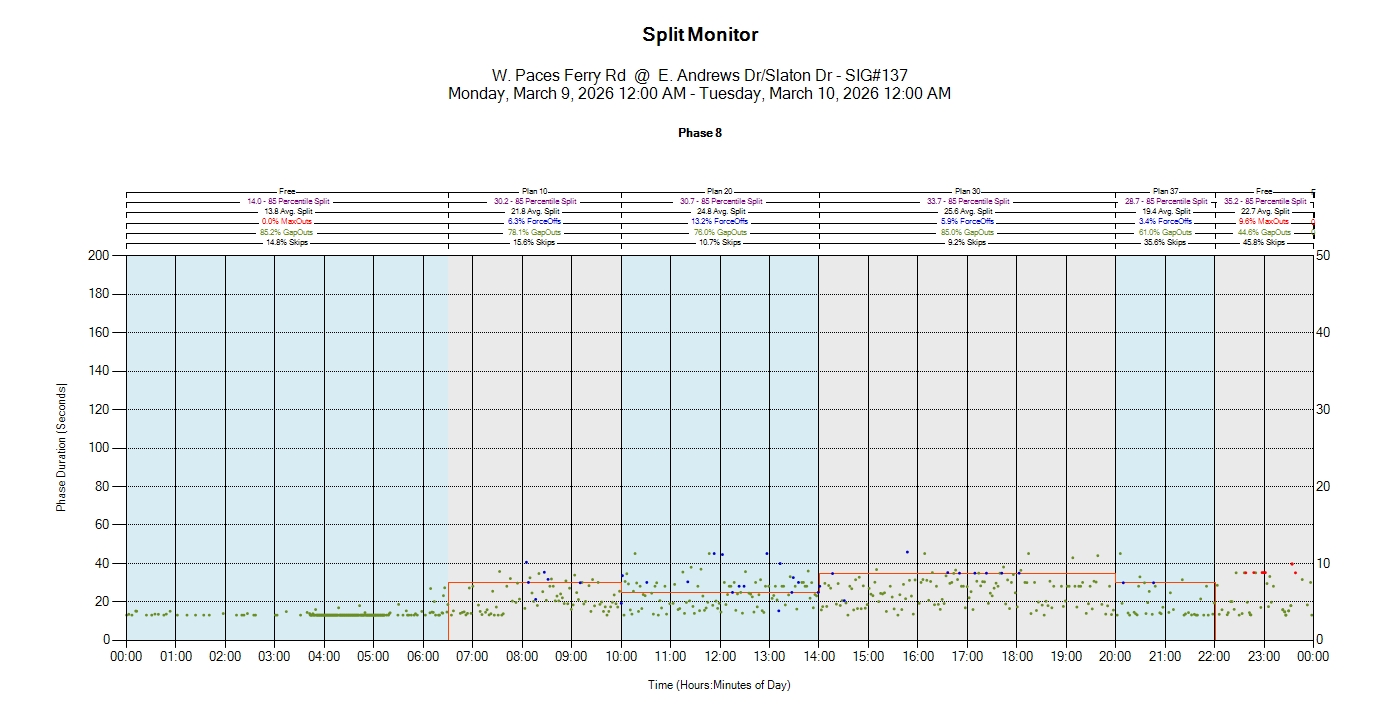 Split Monitor
W. Paces Ferry Rd @ E. Andrews Dr/Slaton Dr - SIG#137
Monday, March 9, 2026 12:00 AM - Tuesday, March 10, 2026 12:00 AM
Phase 8
Free Plan 10 Plan 20 Plan 30 Plan 37 Free
14.0 - 85 Percentile Split 30.2 - 85 Percentile Split 30.7 - 85 Percentile Split 33.7 - 85 Percentile Split 28.7 - 85 Percentile Split 35.2 - 85 Percentile Split
13.8 Avg. Split 21.8 Avg. Split 24.8 Avg. Split 25.6 Avg. Split 19.4 Avg. Split 22.7 Avg. Split
0.0% MaxOuts 6.3% ForceOffs 13.2% ForceOffs 5.9% ForceOffs 3.4% ForceOffs 9.6% MaxOuts
85.2% GapOuts 78.1% GapOuts 76.0% GapOuts 85.0% GapOuts 61.0% GapOuts 44.6% GapOuts
14.8% Skips 15.6% Skips 10.7% Skips 9.2% Skips 35.6% Skips 45.8% Skips
200 50
180
160 40
140
120 30
100
80 20
60
40 10
20
0 0
Phase Duration (Seconds)
00:00 01:00 02:00 03:00 04:00 05:00 06:00 07:00 08:00 09:00 10:00 11:00 12:00 13:00 14:00 15:00 16:00 17:00 18:00 19:00 20:00 21:00 22:00 23:00 00:00
Time (Hours:Minutes of Day)